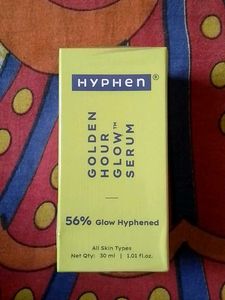 HYPHEN®
GOLDEN
HOUR
GLOW™
SERUM
56% Glow Hyphened
All Skin Types
Net Qty: 30 ml | 1.01 fl.oz.